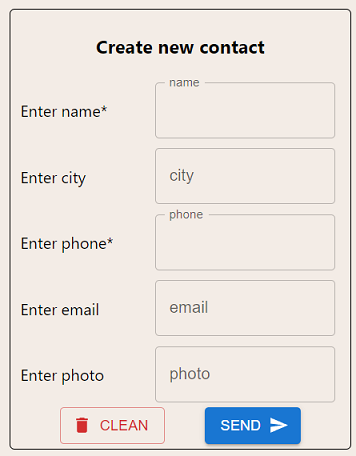 Create new contact
name
Enter name*
Enter city
city
phone
Enter phone*
Enter email
email
Enter photo
photo
CLEAN
SEND